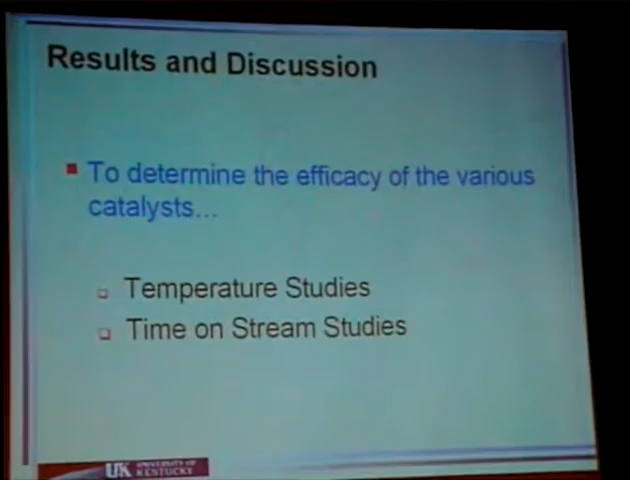 Results and Discussion
To determine the efficacy of the various
catalysts...
Temperature Studies
Time on Stream Studies
UK UNIVERSITY OF
KENTUCKY